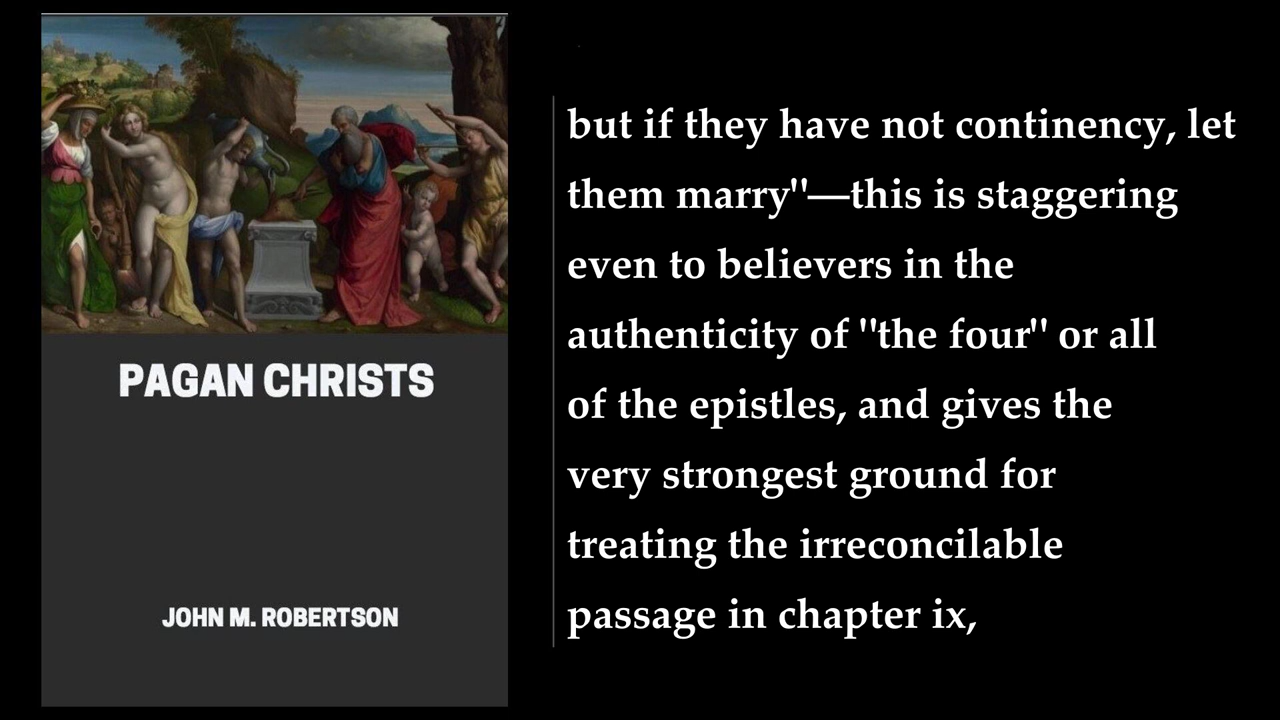 PAGAN CHRISTS
JOHN M. ROBERTSON
but if they have not continency, let
them marry"—this is staggering
even to believers in the
authenticity of "the four" or all
of the epistles, and gives the
very strongest ground for
treating the irreconcilable
passage in chapter ix,